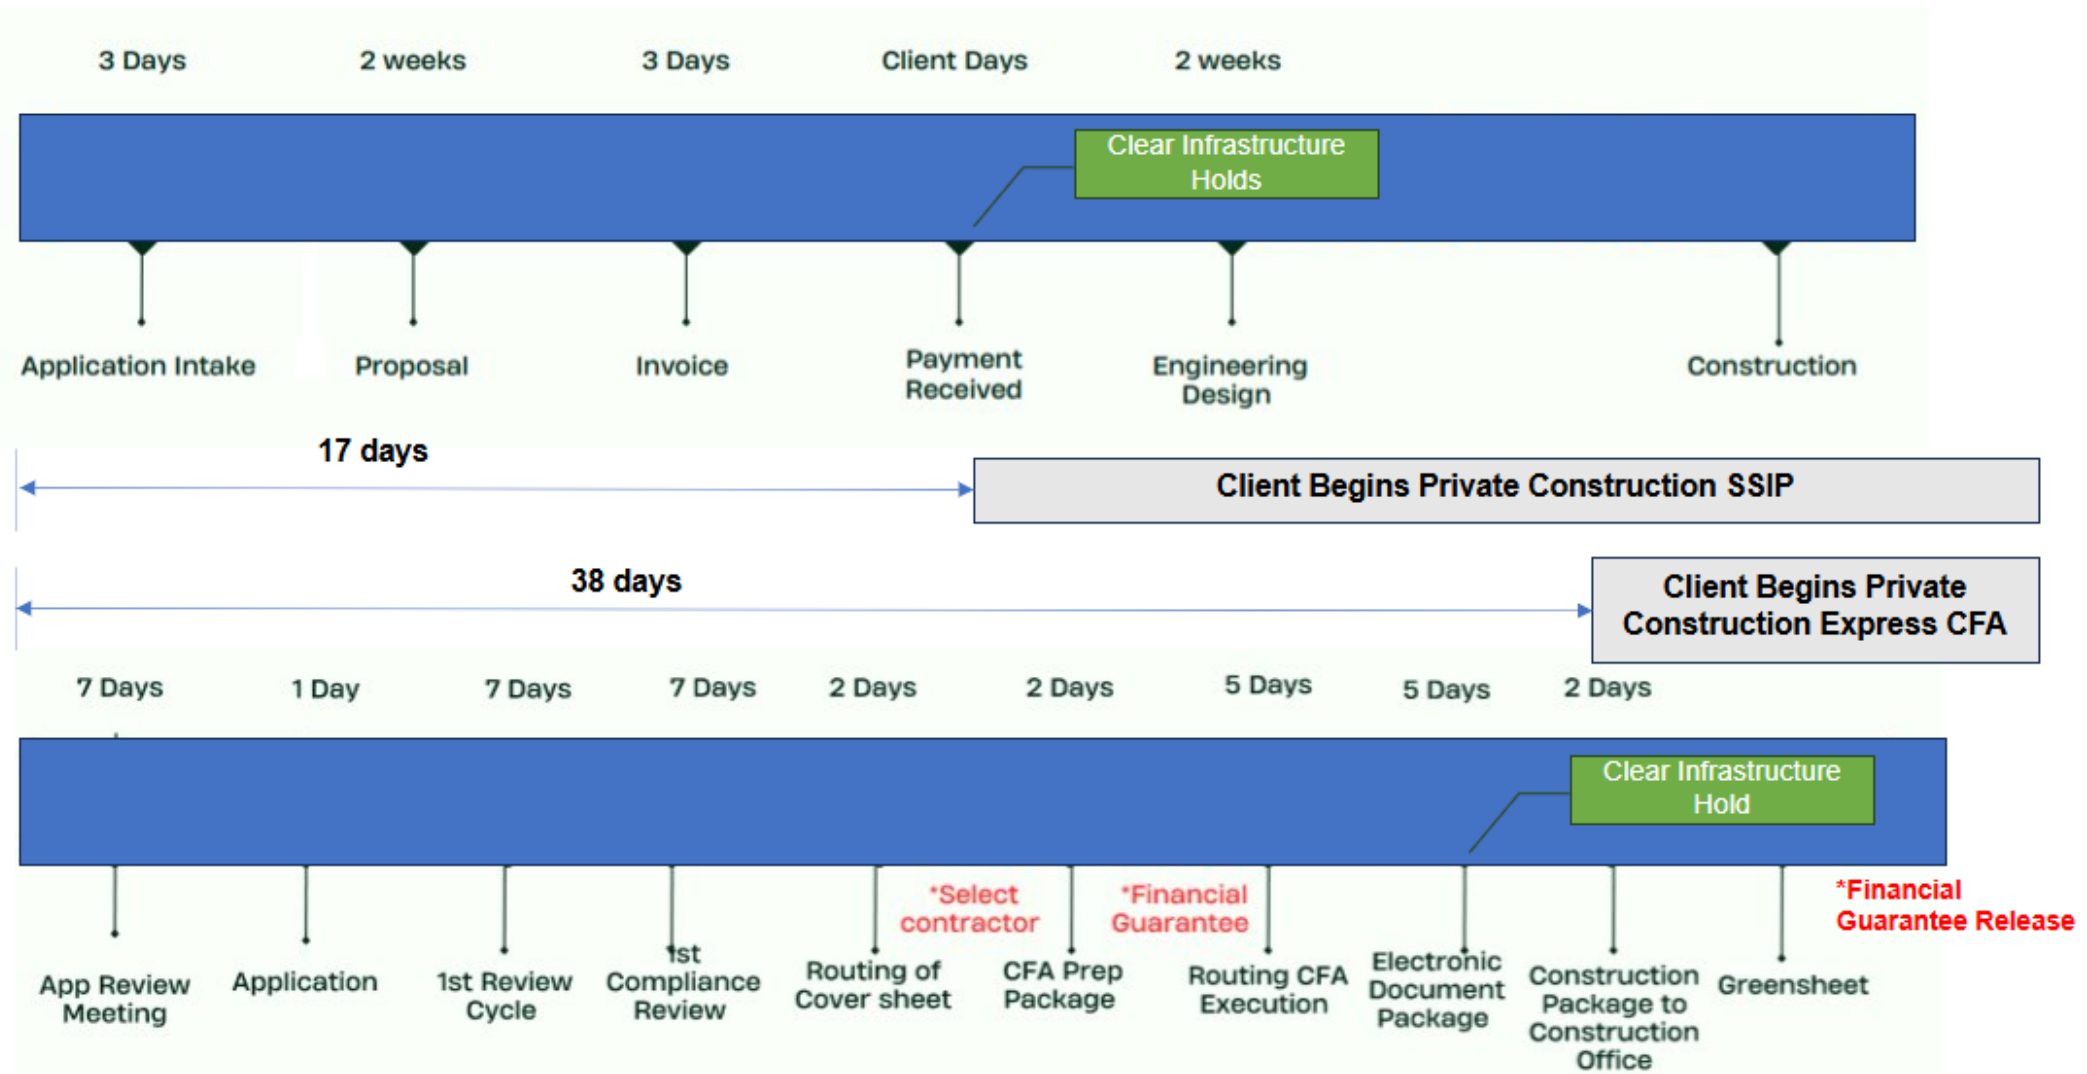 3 Days
2 weeks
3 Days
Client Days
2 weeks
Clear Infrastructure
Holds
Application Intake
Proposal
Invoice
Payment
Received
Engineering
Design
Construction
17 days
Client Begins Private Construction SSIP
38 days
Client Begins Private
Construction Express CFA
7 Days
1 Day
7 Days
7 Days
2 Days
2 Days
5 Days
5 Days
2 Days
Clear Infrastructure
Hold
App Review
Meeting
Application
1st Review
Cycle
1st
Compliance
Review
Routing of
Cover sheet
*Select
contractor
CFA Prep
Package
*Financial
Guarantee
Routing CFA
Execution
Electronic
Document
Package
Construction
Package to
Construction
Office
Greensheet
*Financial
Guarantee Release